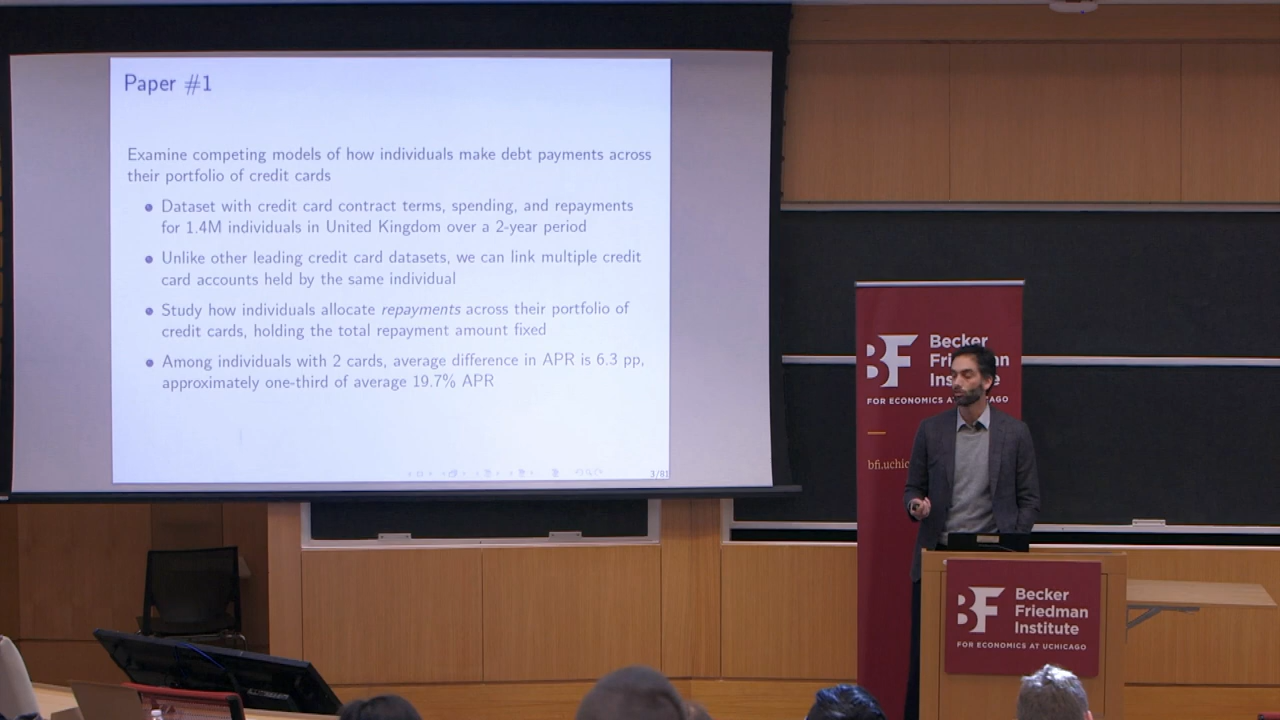 Paper #1
Examine competing models of how individuals make debt payments across
their portfolio of credit cards
Dataset with credit card contract terms, spending, and repayments
for 1.4M individuals in United Kingdom over a 2-year period
Unlike other leading credit card datasets, we can link multiple credit
card accounts held by the same individual
Study how individuals allocate repayments across their portfolio of
credit cards, holding the total repayment amount fixed
Among individuals with 2 cards, average difference in APR is 6.3 pp,
approximately one-third of average 19.7% APR
3/81
BF
Becker
FOR ECONOMICS
bfi.uchic
BF
Becker
Friedman
Institute
FOR ECONOMICS AT UCHICAGO